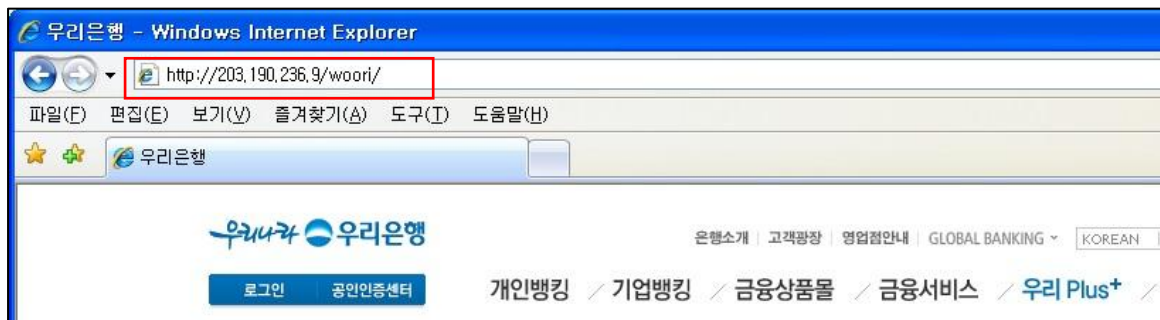 우리은행 - Windows Internet Explorer
http://203.190.236.9/woori/
파일(F) 편집(E) 보기(V) 즐겨찾기(A) 도구(T) 도움말(H)
우리은행
우리나라 우리은행 은행소개 고객광장 영업점안내 GLOBAL BANKING KOREAN
로그인 공인인증센터 개인뱅킹 / 기업뱅킹 / 금융상품몰 / 금융서비스 / 우리 Plus+ /